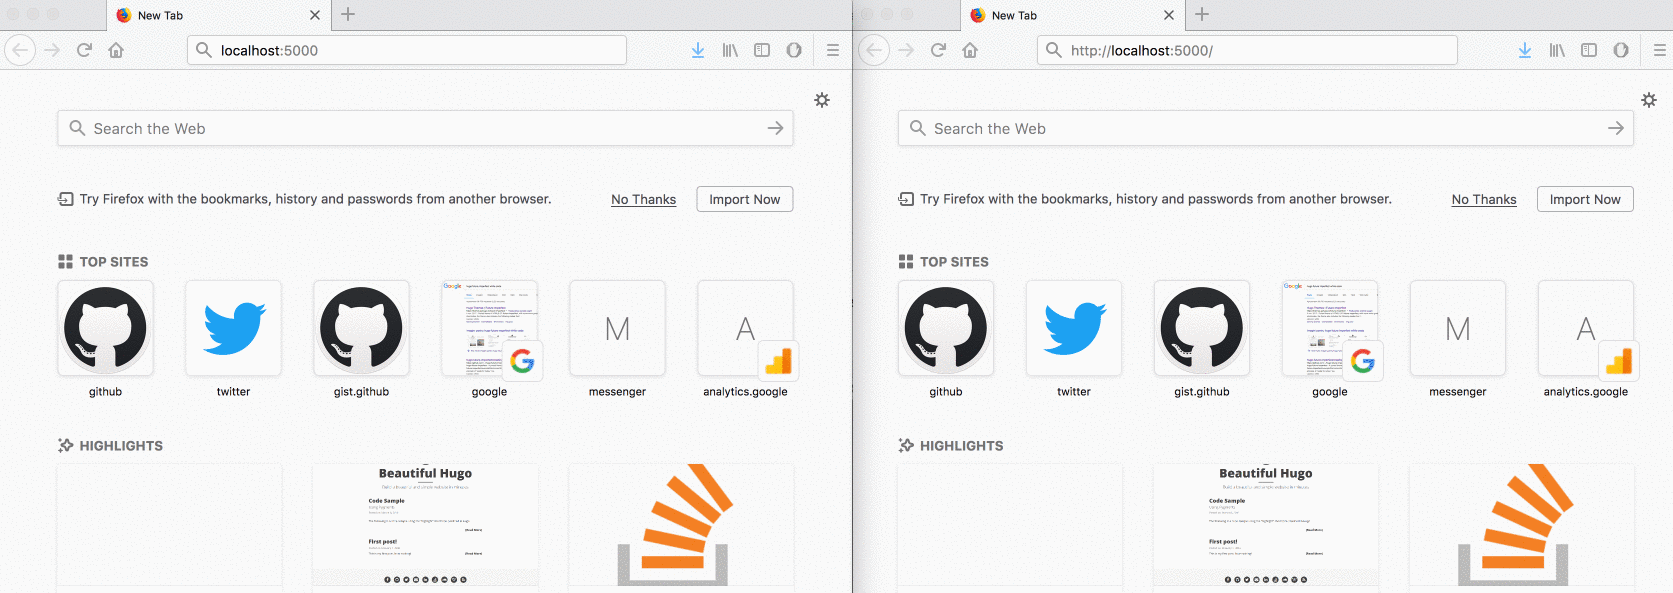 New Tab
localhost:5000
Search the Web
Try Firefox with the bookmarks, history and passwords from another browser.
No Thanks
Import Now
TOP SITES
Google
M
A
github
twitter
gist.github
google
messenger
analytics.google
HIGHLIGHTS
Beautiful Hugo
Code Sample
First post!
New Tab
http://localhost:5000/
Search the Web
Try Firefox with the bookmarks, history and passwords from another browser.
No Thanks
Import Now
TOP SITES
Google
M
A
github
twitter
gist.github
google
messenger
analytics.google
HIGHLIGHTS
Beautiful Hugo
Code Sample
First post!